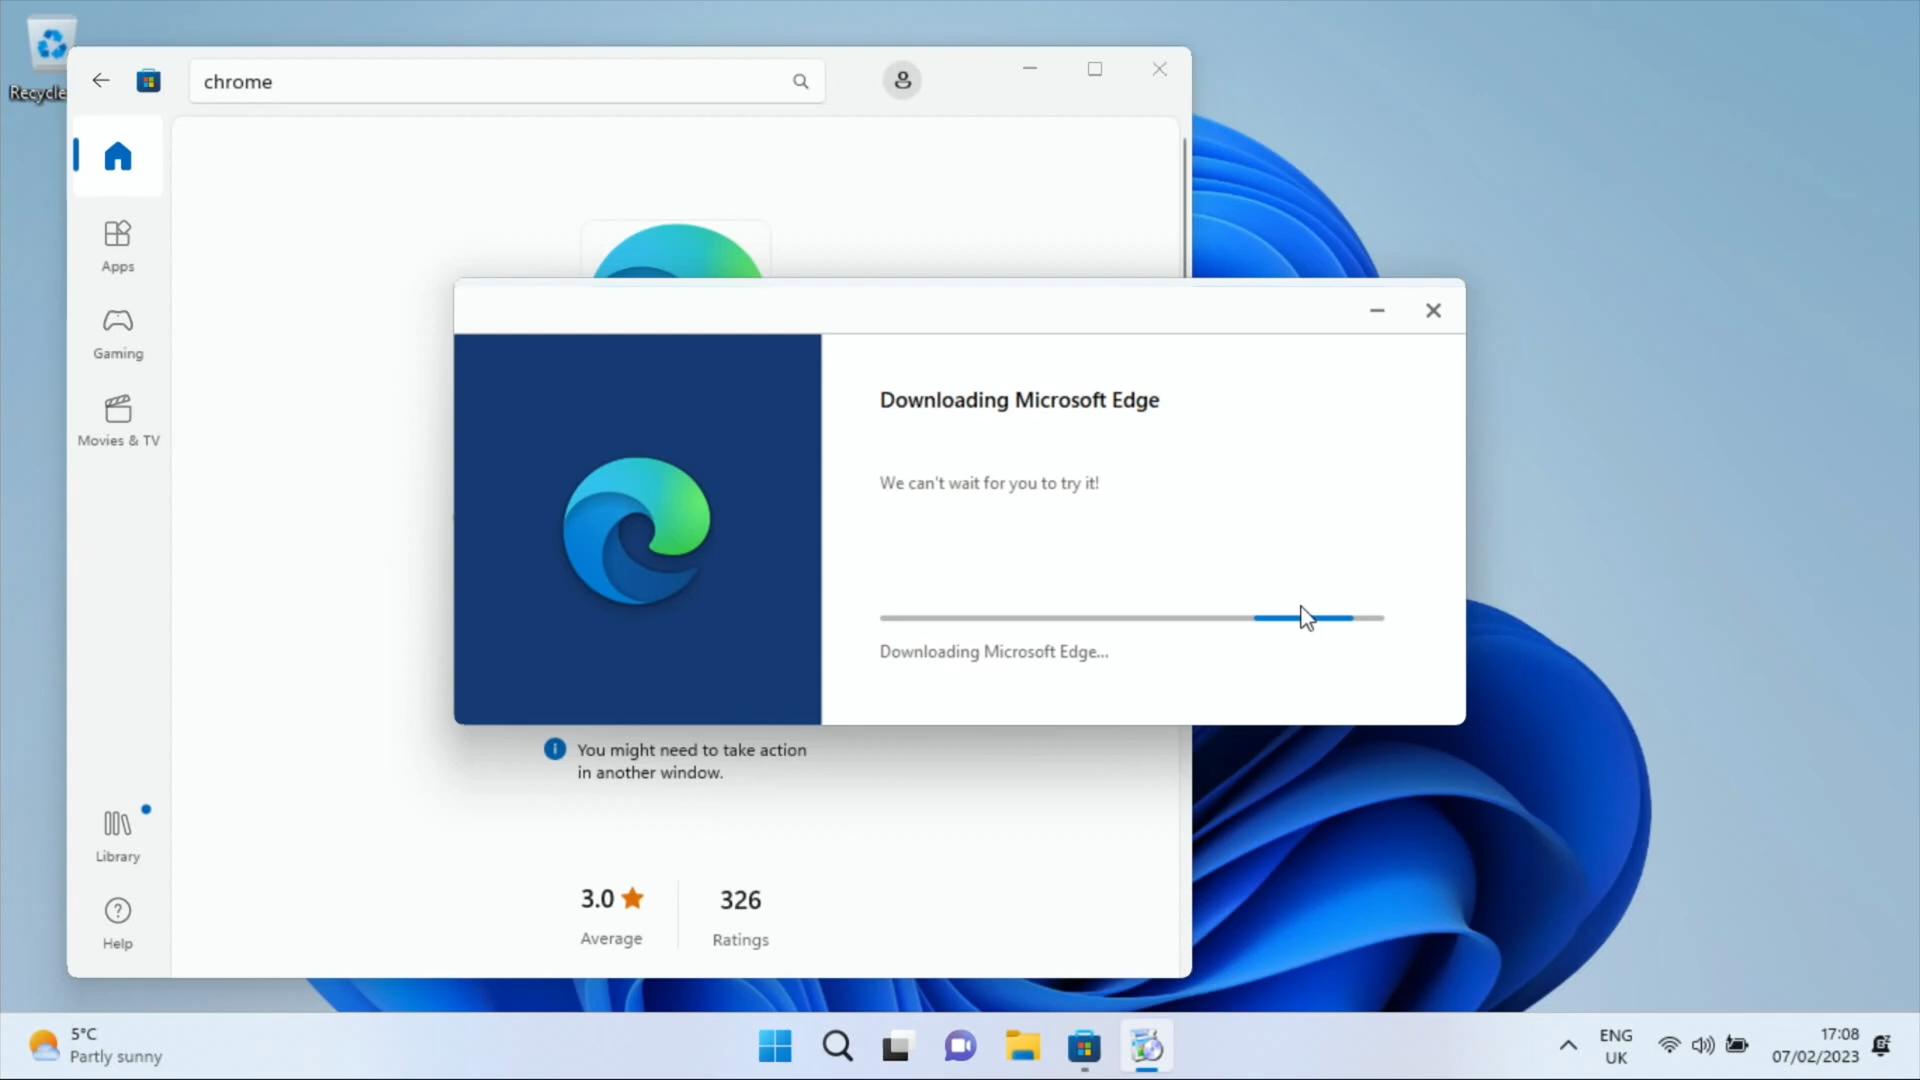 Recycle
chrome
Apps
Gaming
Movies & TV
Library
Help
Downloading Microsoft Edge
We can't wait for you to try it!
Downloading Microsoft Edge...
You might need to take action
in another window.
3.0
Average
326
Ratings
5°C
Partly sunny
ENG
UK
17:08
07/02/2023